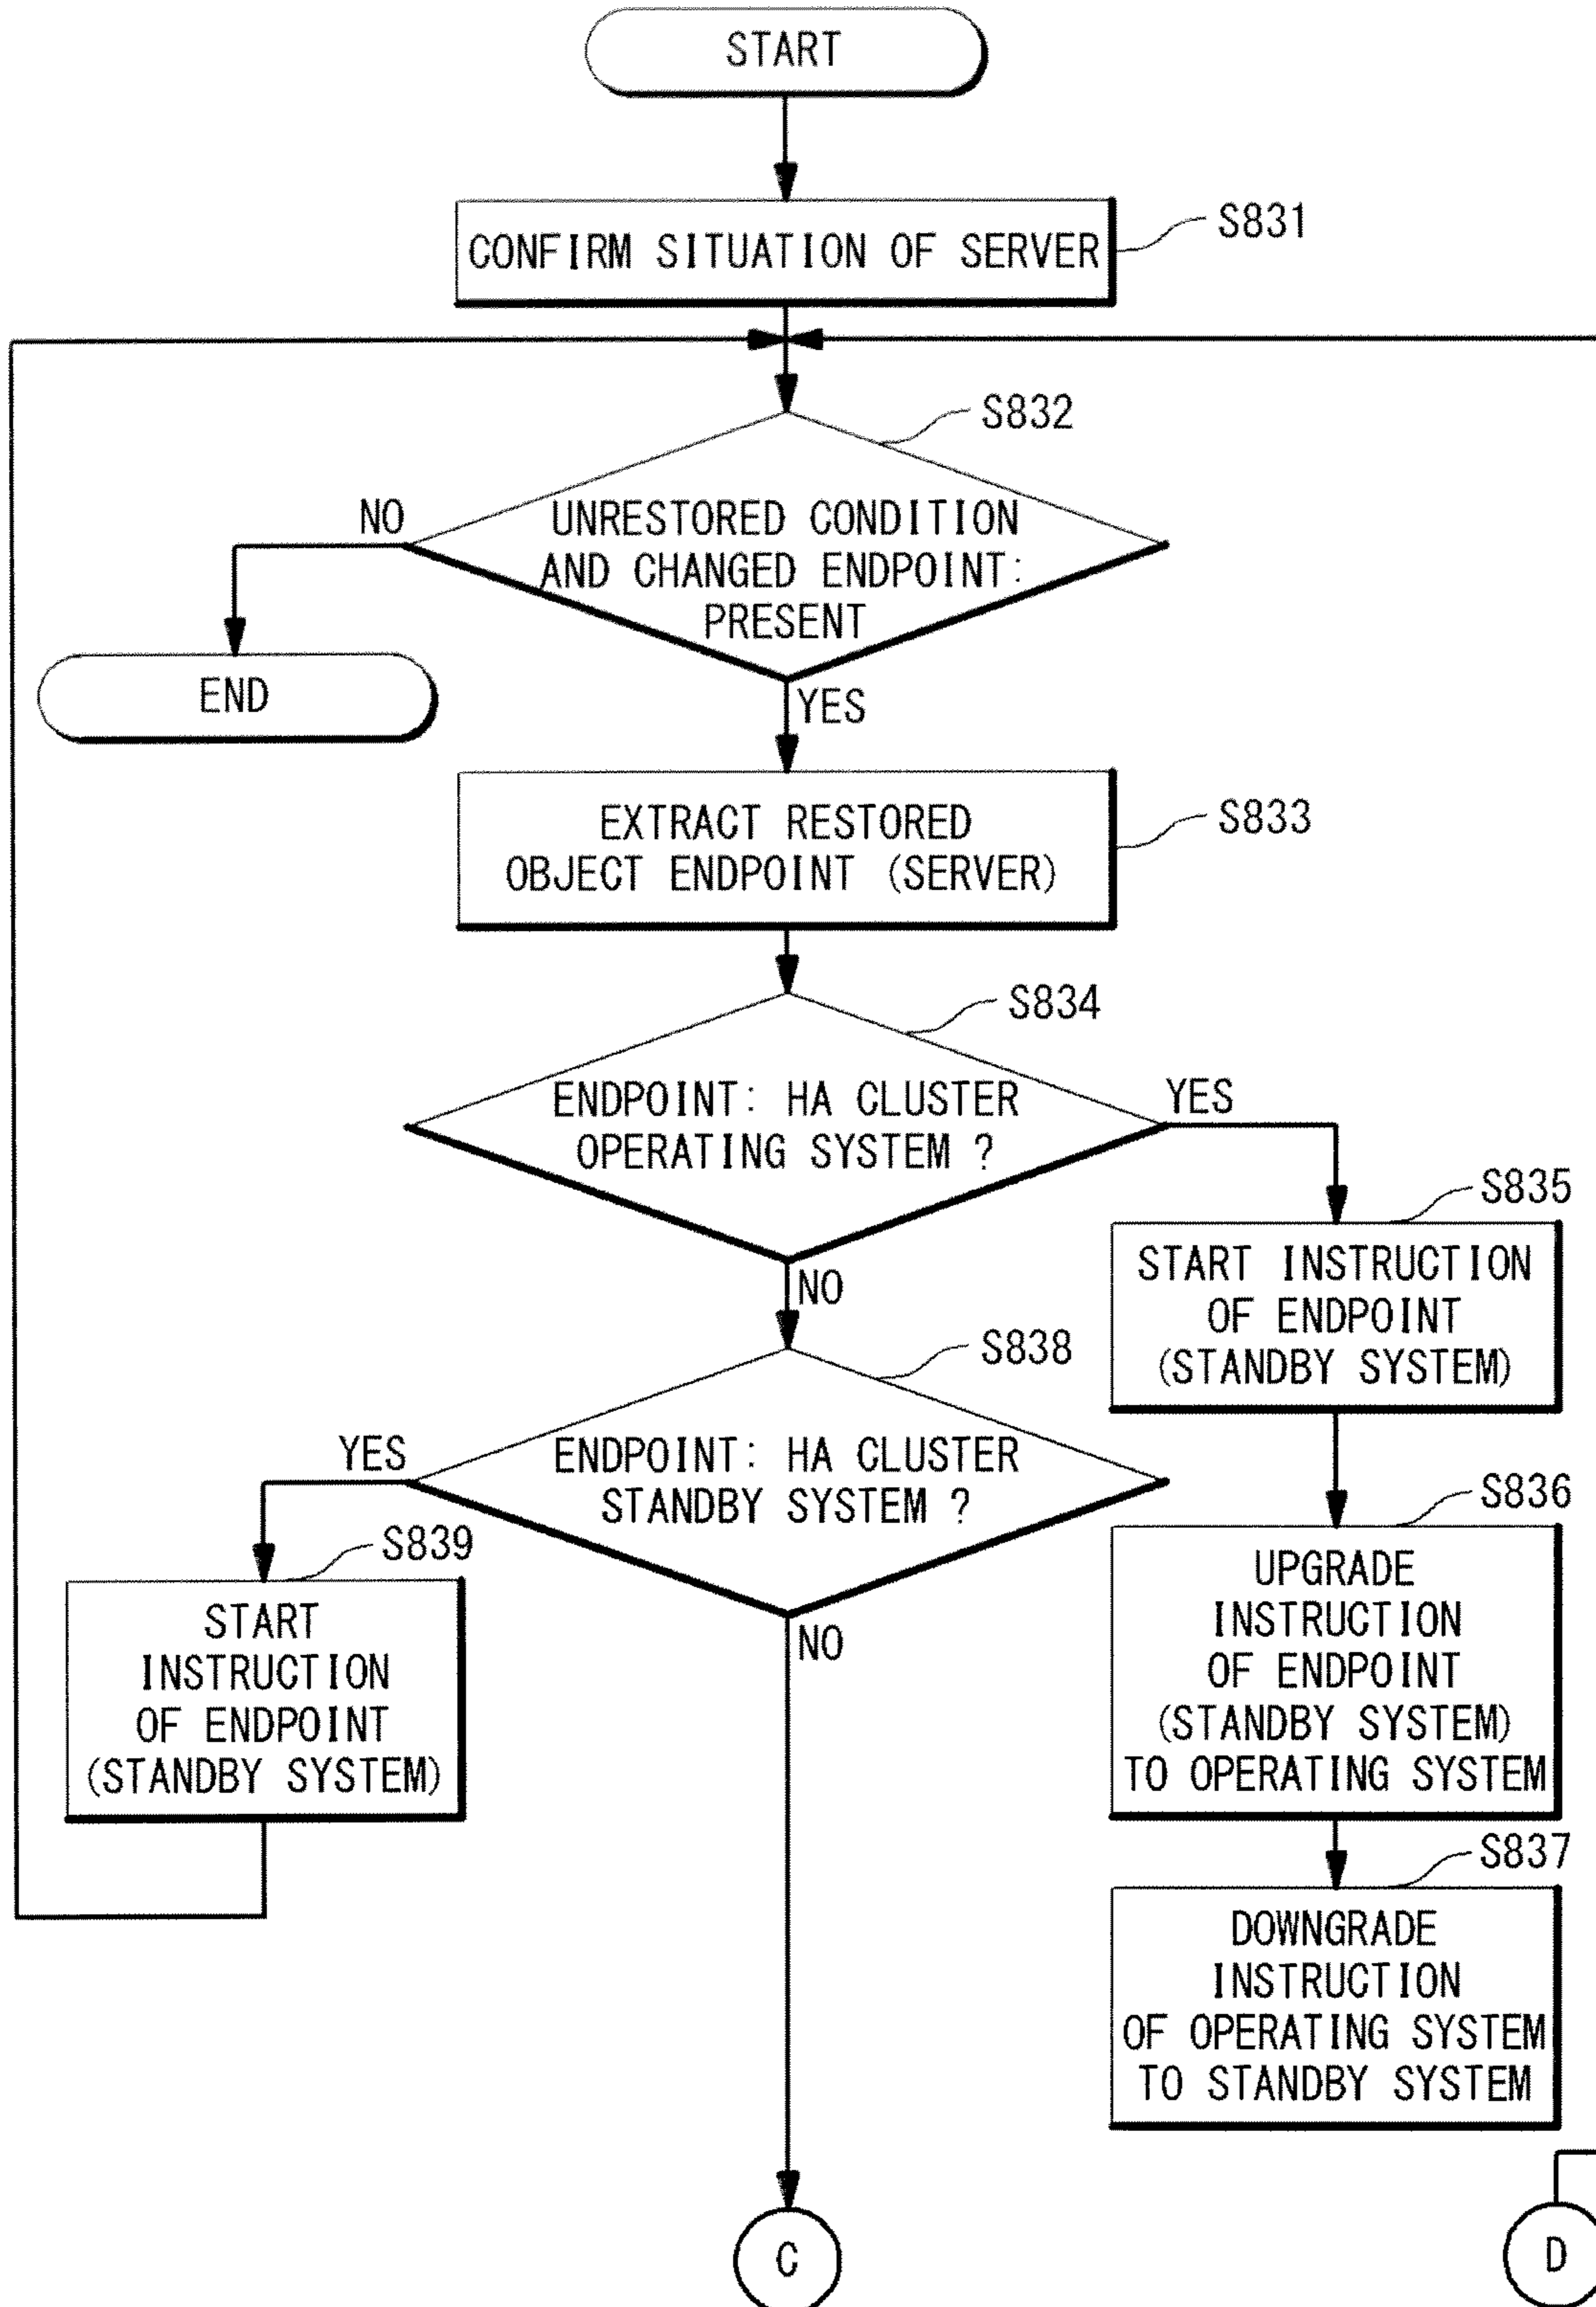 START
CONFIRM SITUATION OF SERVER
S831
S832
NO
UNRESTORED CONDITION
AND CHANGED ENDPOINT:
PRESENT
END
YES
EXTRACT RESTORED
OBJECT ENDPOINT (SERVER)
S833
S834
ENDPOINT: HA CLUSTER
OPERATING SYSTEM ?
YES
NO
S835
START INSTRUCTION
OF ENDPOINT
(STANDBY SYSTEM)
S838
YES
ENDPOINT: HA CLUSTER
STANDBY SYSTEM ?
NO
S839
START
INSTRUCTION
OF ENDPOINT
(STANDBY SYSTEM)
S836
UPGRADE
INSTRUCTION
OF ENDPOINT
(STANDBY SYSTEM)
TO OPERATING SYSTEM
S837
DOWNGRADE
INSTRUCTION
OF OPERATING SYSTEM
TO STANDBY SYSTEM
C
D